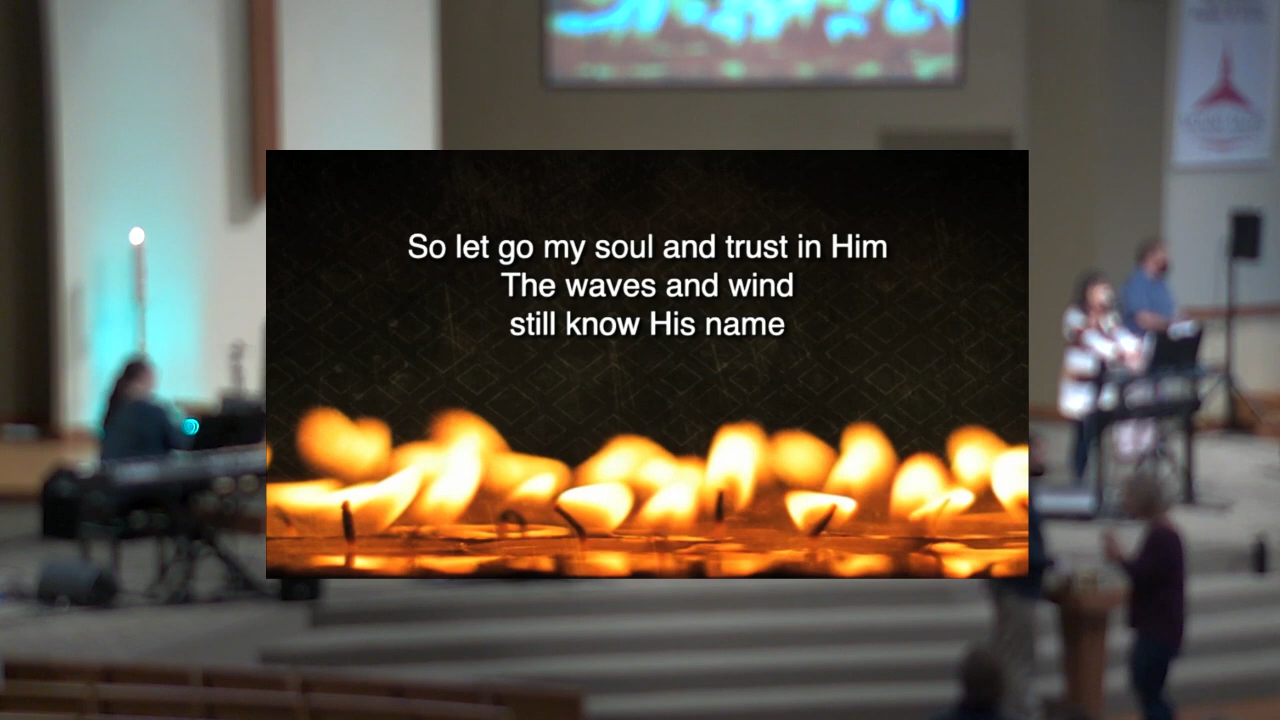 So let go my soul and trust in Him
The waves and wind
still know His name